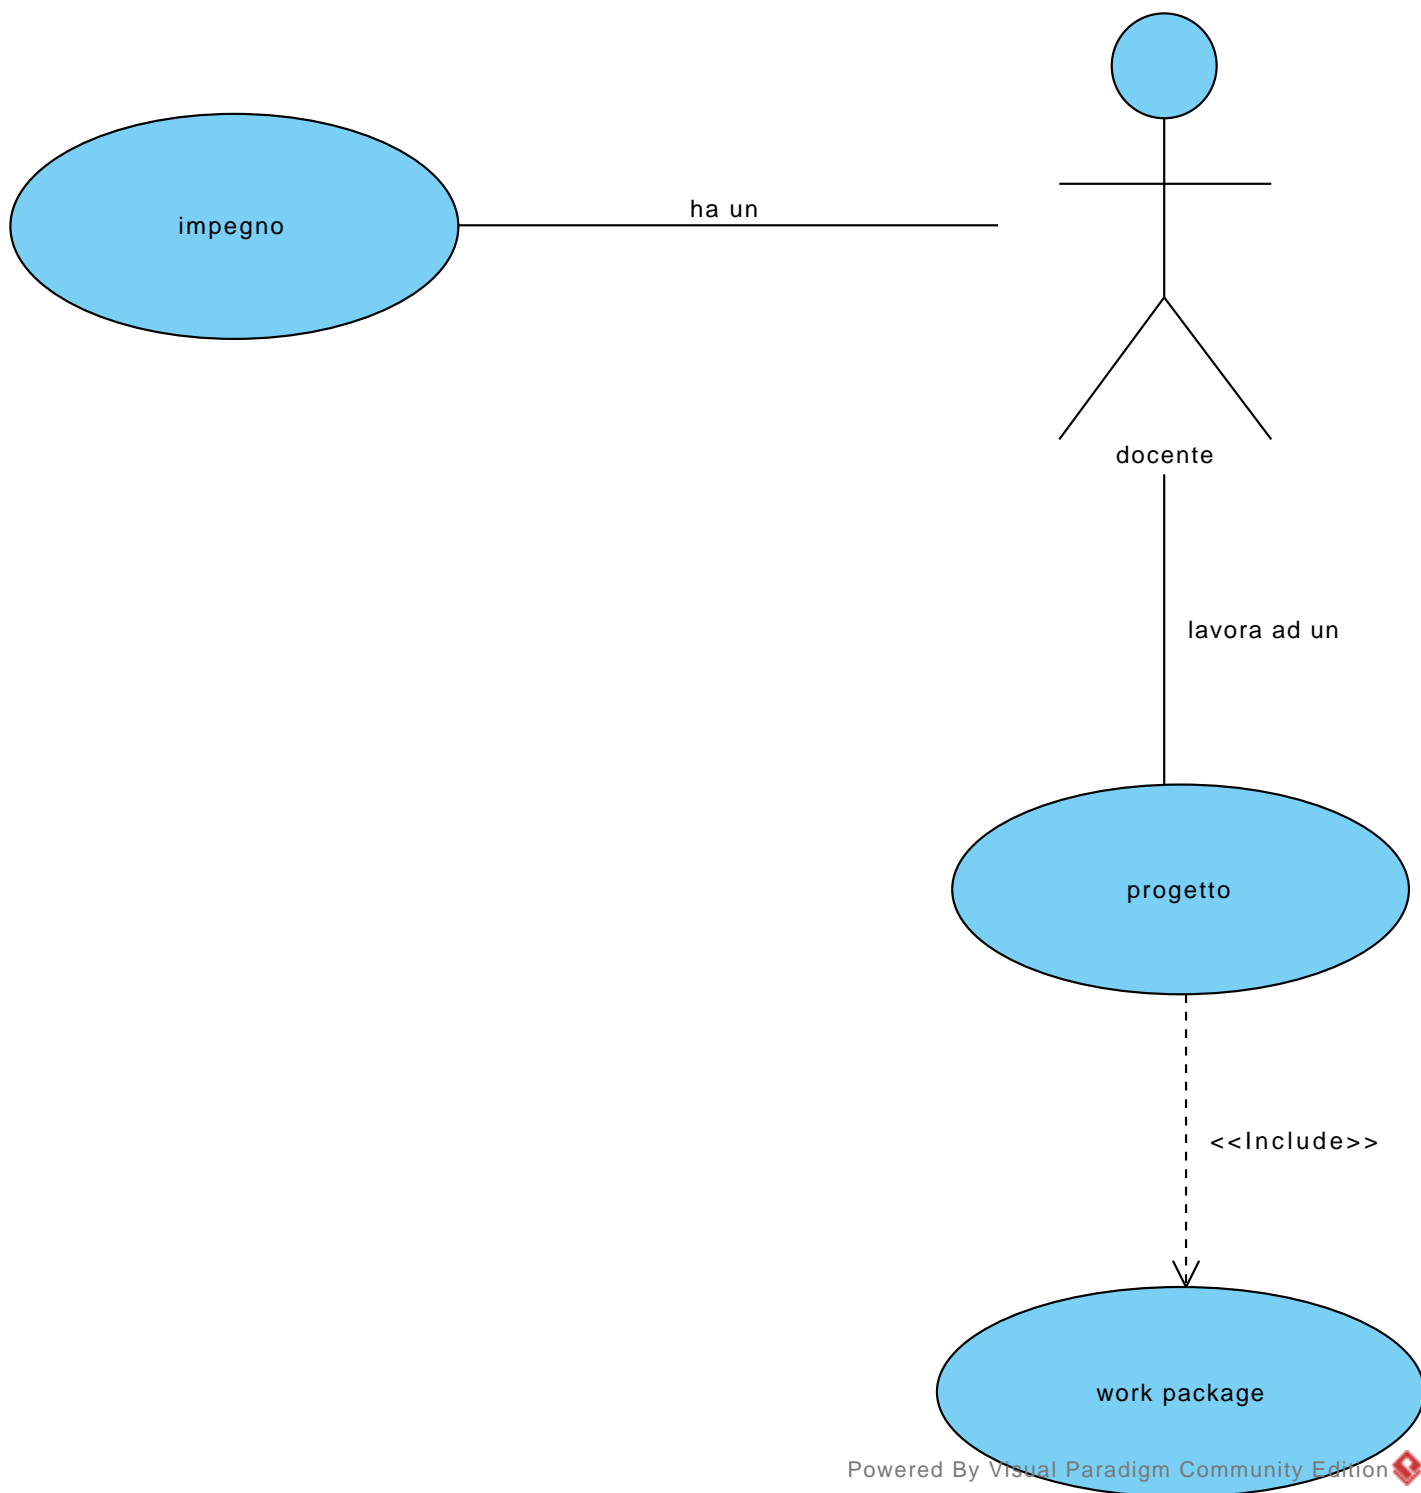 ha un
impegno
docente
lavora ad un
progetto
<<Include>>
work package
Powered By Visual Paradigm Community Edition